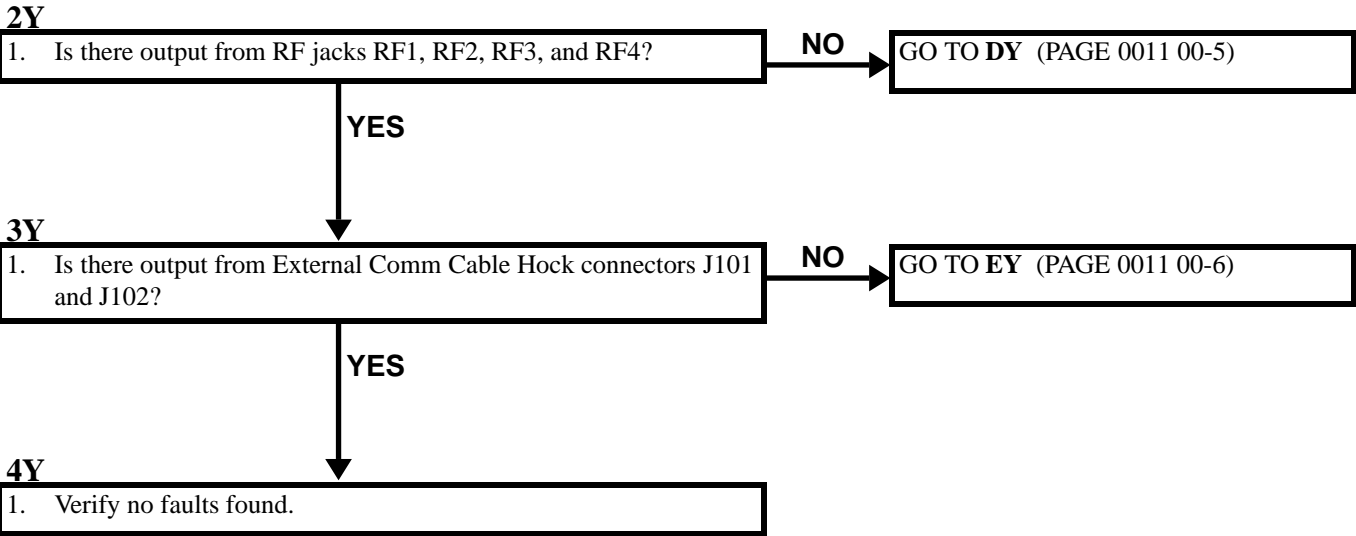 2Y
1. Is there output from RF jacks RF1, RF2, RF3, and RF4?
NO
GO TO DY (PAGE 0011 00-5)
YES
3Y
1. Is there output from External Comm Cable Hock connectors J101
and J102?
NO
GO TO EY (PAGE 0011 00-6)
YES
4Y
1. Verify no faults found.